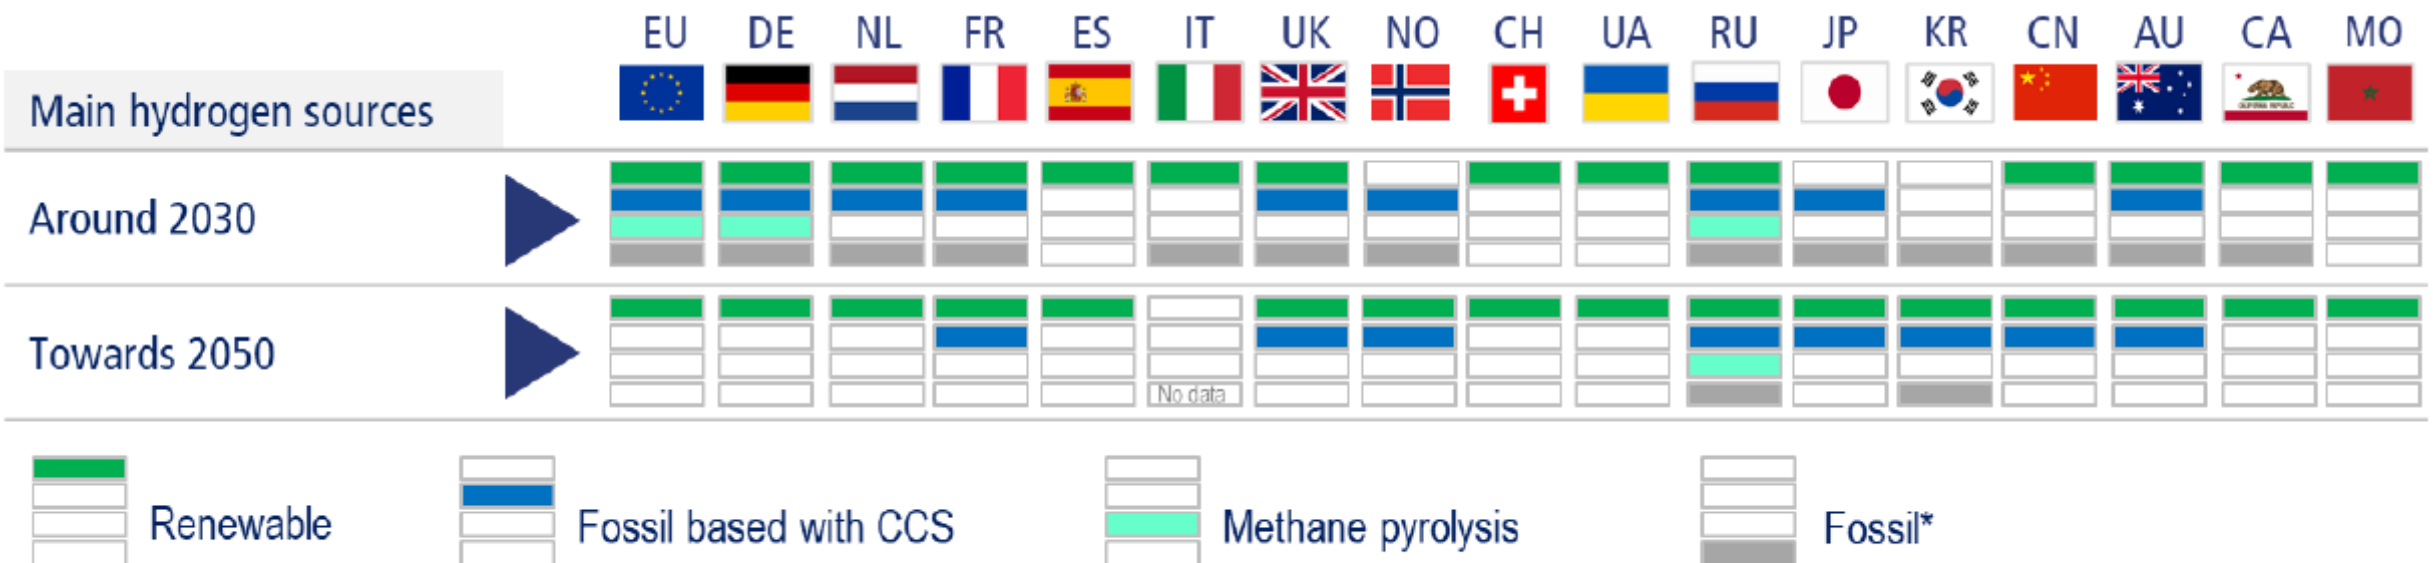 EU DE NL FR ES IT UK NO CH UA RU JP KR CN AU CA MO
Main hydrogen sources
Around 2030
Towards 2050
No data
Renewable
Fossil based with CCS
Methane pyrolysis
Fossil*